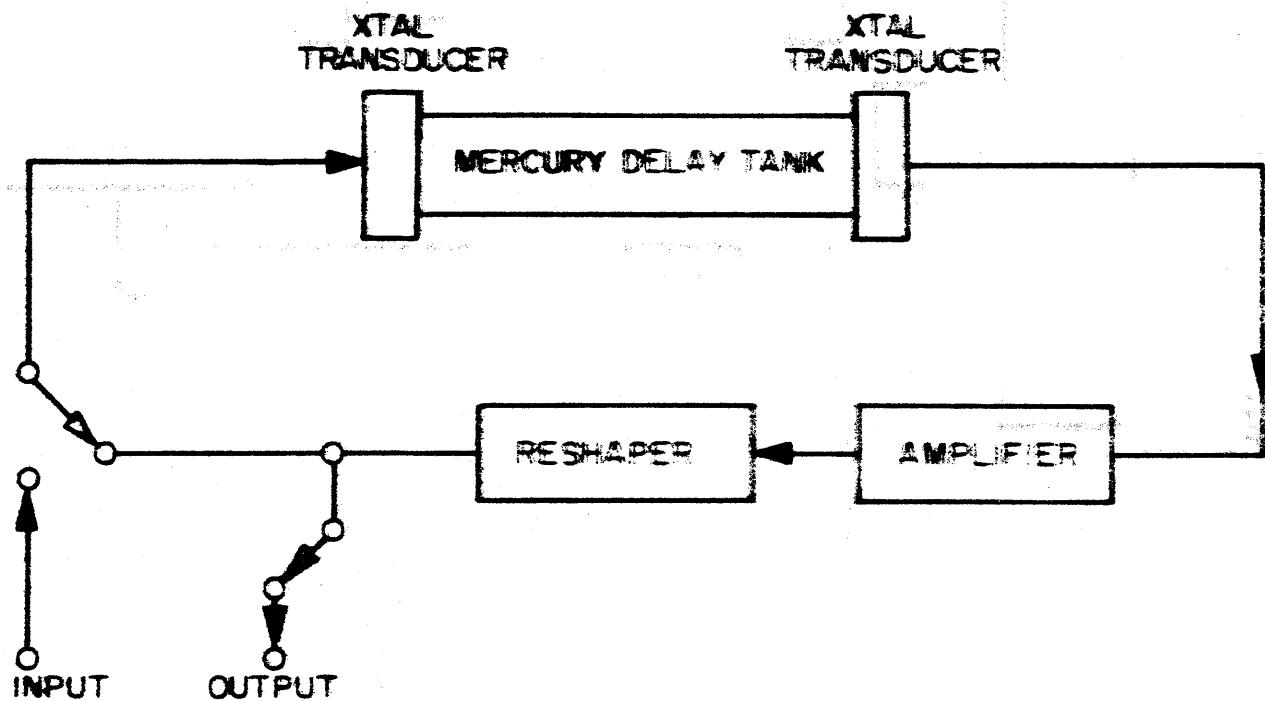 XTAL
TRANSDUCER
XTAL
TRANSDUCER
MERCURY DELAY TANK
RESHAPER
AMPLIFIER
INPUT
OUTPUT